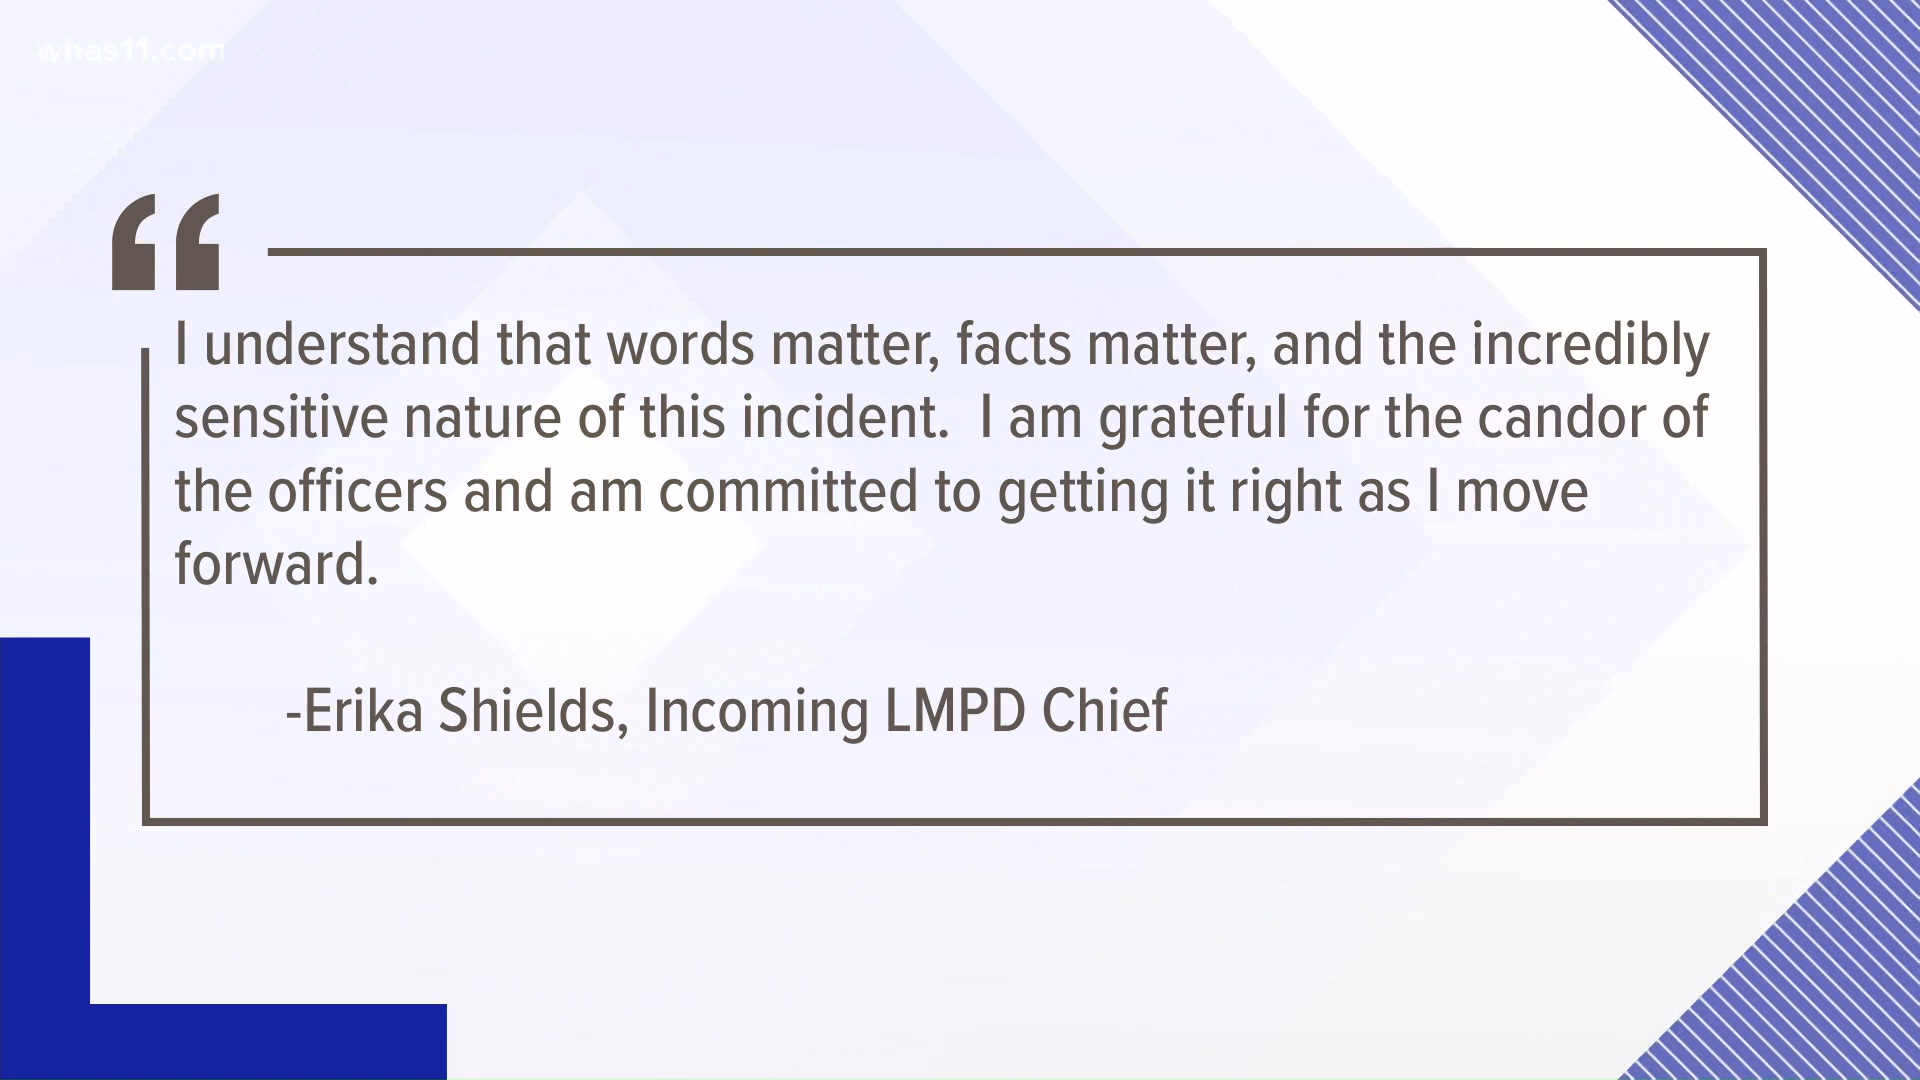 whas11.com
“
I understand that words matter, facts matter, and the incredibly
sensitive nature of this incident.  I am grateful for the candor of
the officers and am committed to getting it right as I move
forward.
-Erika Shields, Incoming LMPD Chief